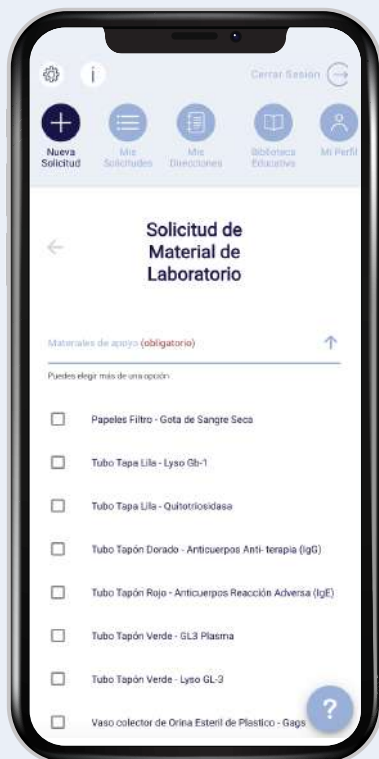 i
Cerrar Sesión
Nueva Solicitud
Mis Solicitudes
Mis Direcciones
Biblioteca Educativa
Mi Perfil
Solicitud de
Material de
Laboratorio
Materiales de apoyo (obligatorio)
Puedes elegir más de una opción
Papeles Filtro - Gota de Sangre Seca
Tubo Tapa Lila - Lyso Gb-1
Tubo Tapa Lila - Quitotriosidasa
Tubo Tapón Dorado - Anticuerpos Anti- terapia (IgG)
Tubo Tapón Rojo - Anticuerpos Reacción Adversa (IgE)
Tubo Tapón Verde - GL3 Plasma
Tubo Tapón Verde - Lyso GL-3
Vaso colector de Orina Esteril de Plastico - Gags
?